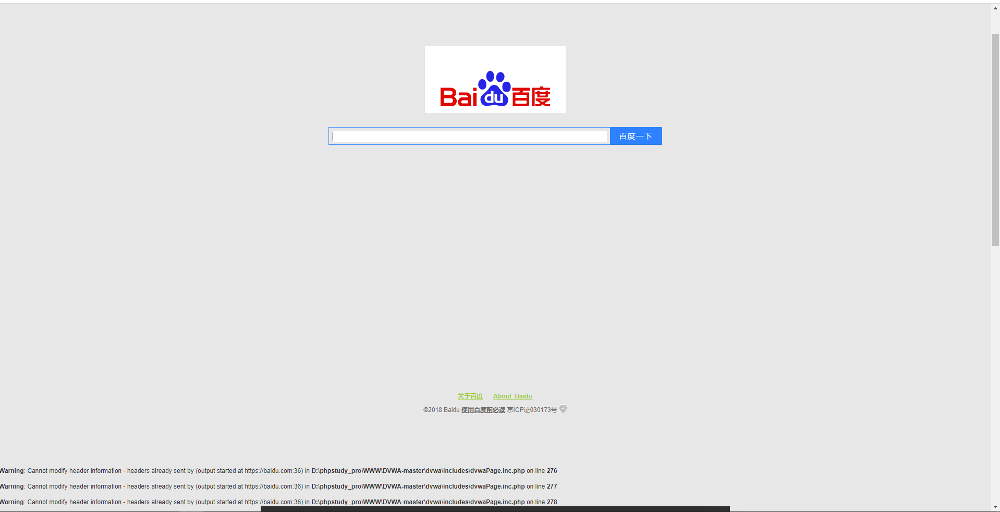 Baidu百度
百度一下
关于百度 About Baidu
©2018 Baidu 使用百度前必读 京ICP证030173号
Warning: Cannot modify header information - headers already sent by (output started at https://baidu.com:36) in D:\phpstudy_pro\WWW\DVWA-master\dvwa\includes\dvwaPage.inc.php on line 276
Warning: Cannot modify header information - headers already sent by (output started at https://baidu.com:36) in D:\phpstudy_pro\WWW\DVWA-master\dvwa\includes\dvwaPage.inc.php on line 277
Warning: Cannot modify header information - headers already sent by (output started at https://baidu.com:36) in D:\phpstudy_pro\WWW\DVWA-master\dvwa\includes\dvwaPage.inc.php on line 278